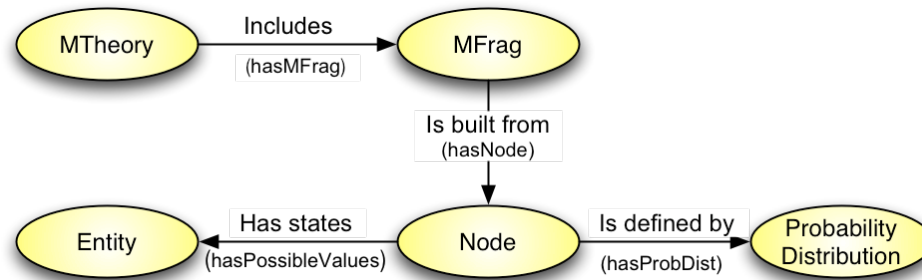 MTheory
Includes
(hasMFrag)
MFrag
Is built from
(hasNode)
Entity
Has states
(hasPossibleValues)
Node
Is defined by
(hasProbDist)
Probability
Distribution